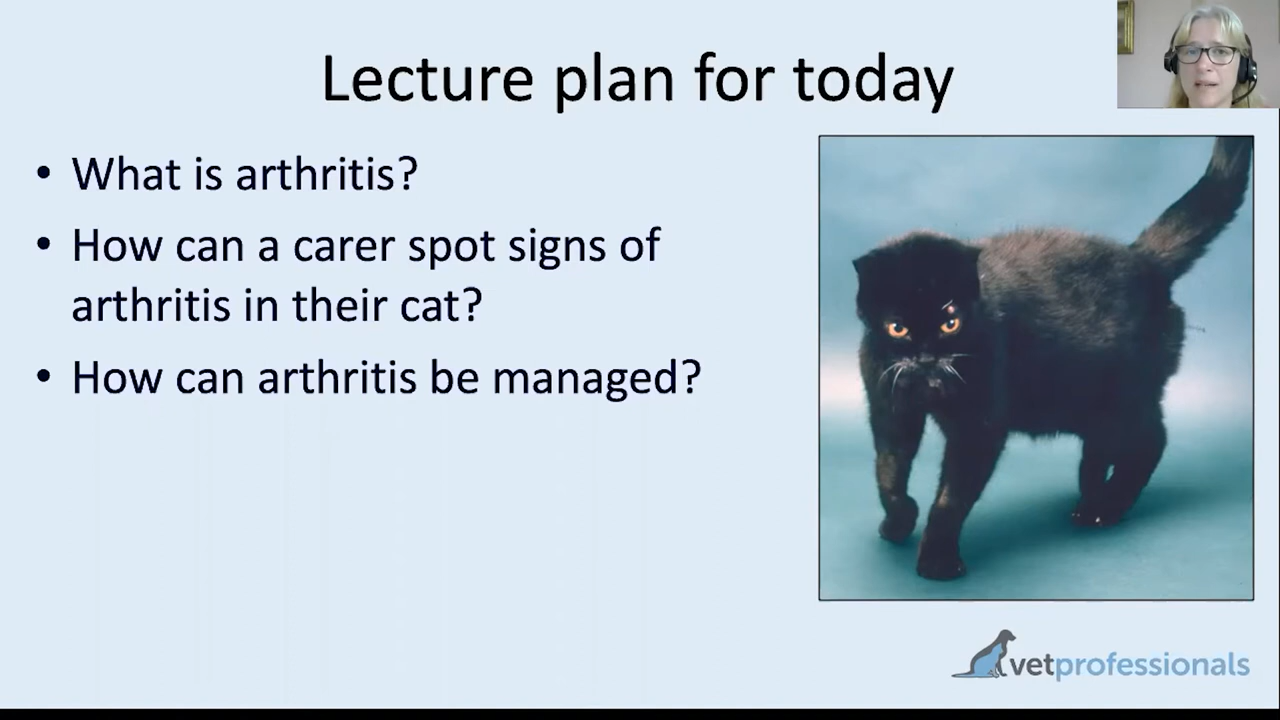 Lecture plan for today
• What is arthritis?
• How can a carer spot signs of
arthritis in their cat?
• How can arthritis be managed?
vetprofessionals